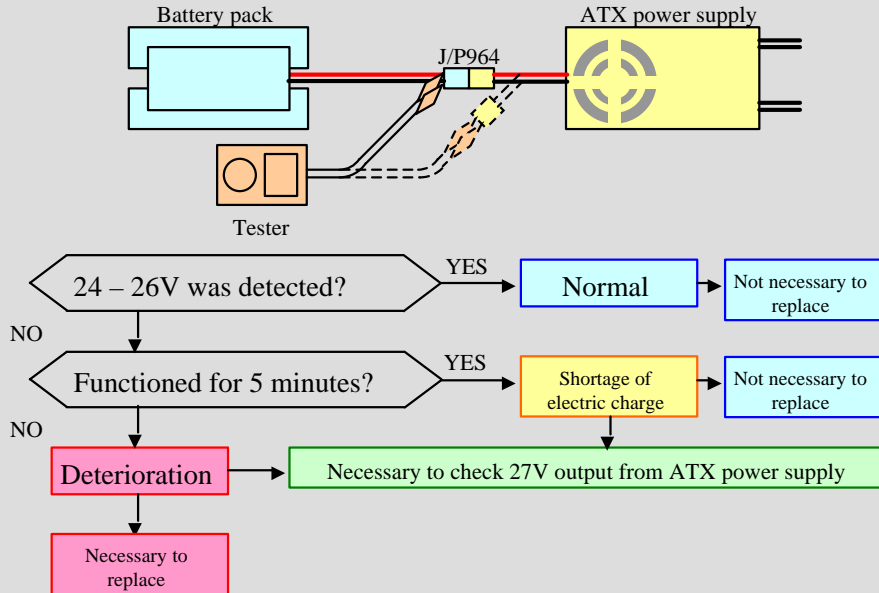 Battery pack
ATX power supply
J/P964
Tester
24 – 26V was detected?
YES
Normal
Not necessary to
replace
NO
Functioned for 5 minutes?
YES
Shortage of
electric charge
Not necessary to
replace
NO
Deterioration
Necessary to check 27V output from ATX power supply
Necessary to
replace